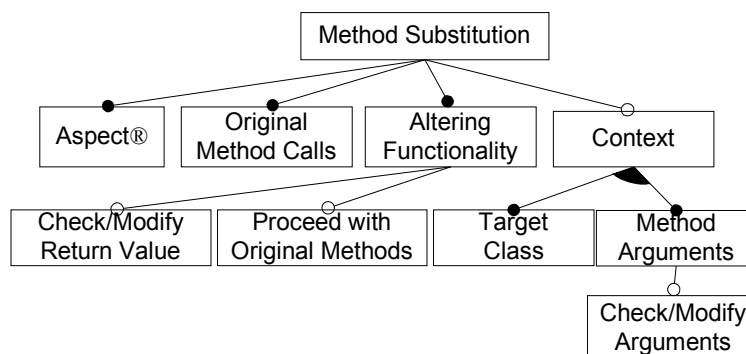 Method Substitution
Aspect®
Original
Method Calls
Altering
Functionality
Context
Check/Modify
Return Value
Proceed with
Original Methods
Target
Class
Method
Arguments
Check/Modify
Arguments